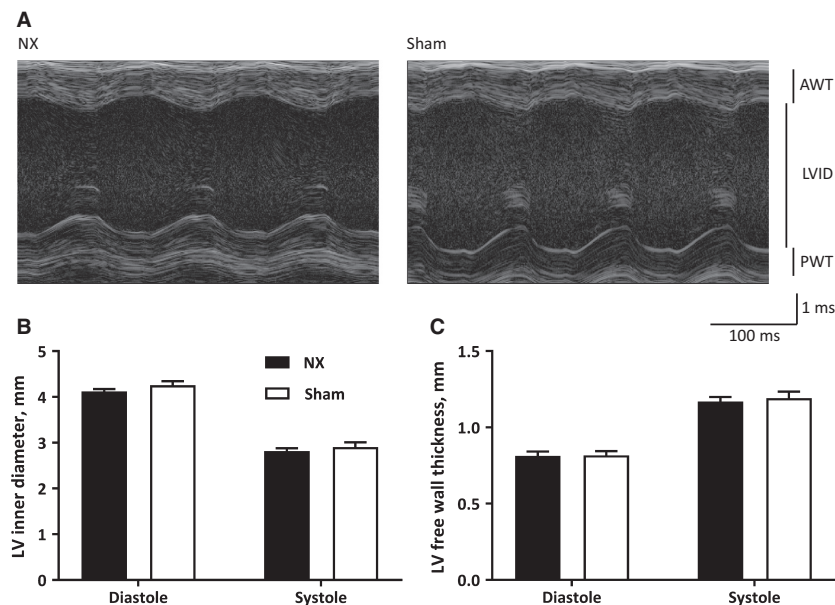 A
NX
Sham
AWT
LVID
PWT
1 ms
100 ms
B
LV inner diameter, mm
5
4
3
2
1
0
NX
Sham
Diastole
Systole
C
LV free wall thickness, mm
1.5
1.0
0.5
0.0
Diastole
Systole